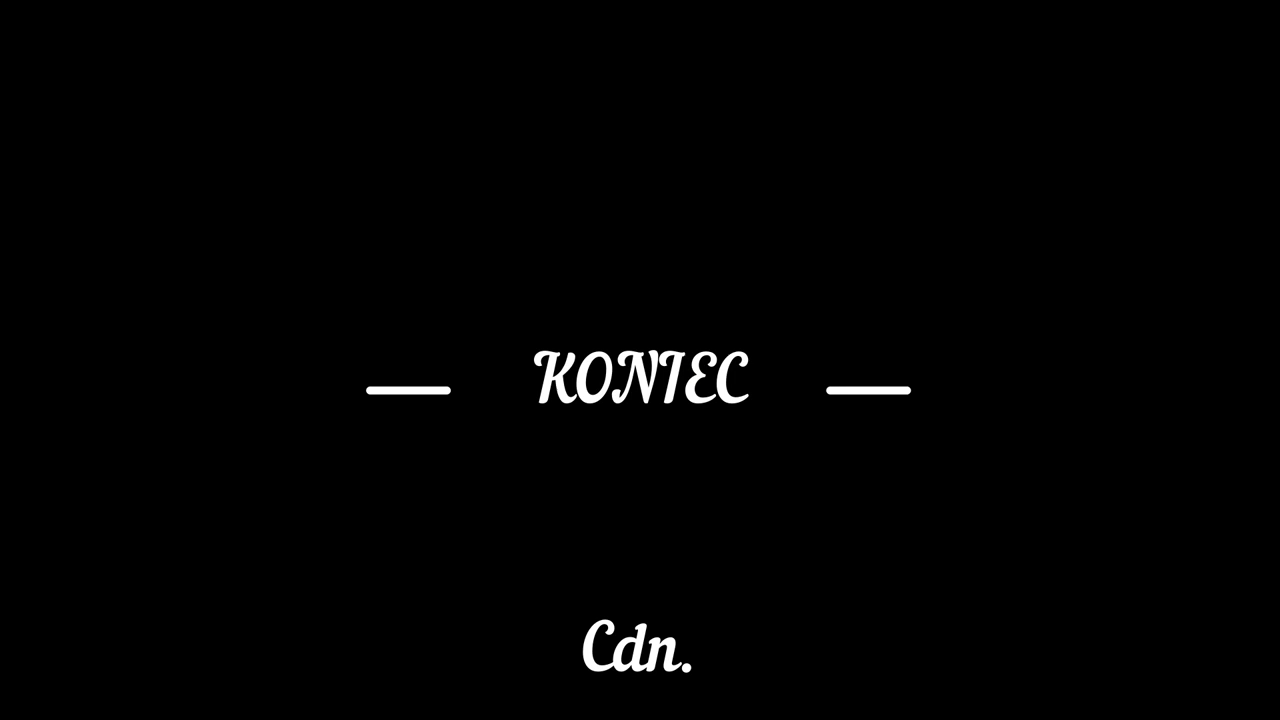 — KONIEC —
Cdn.